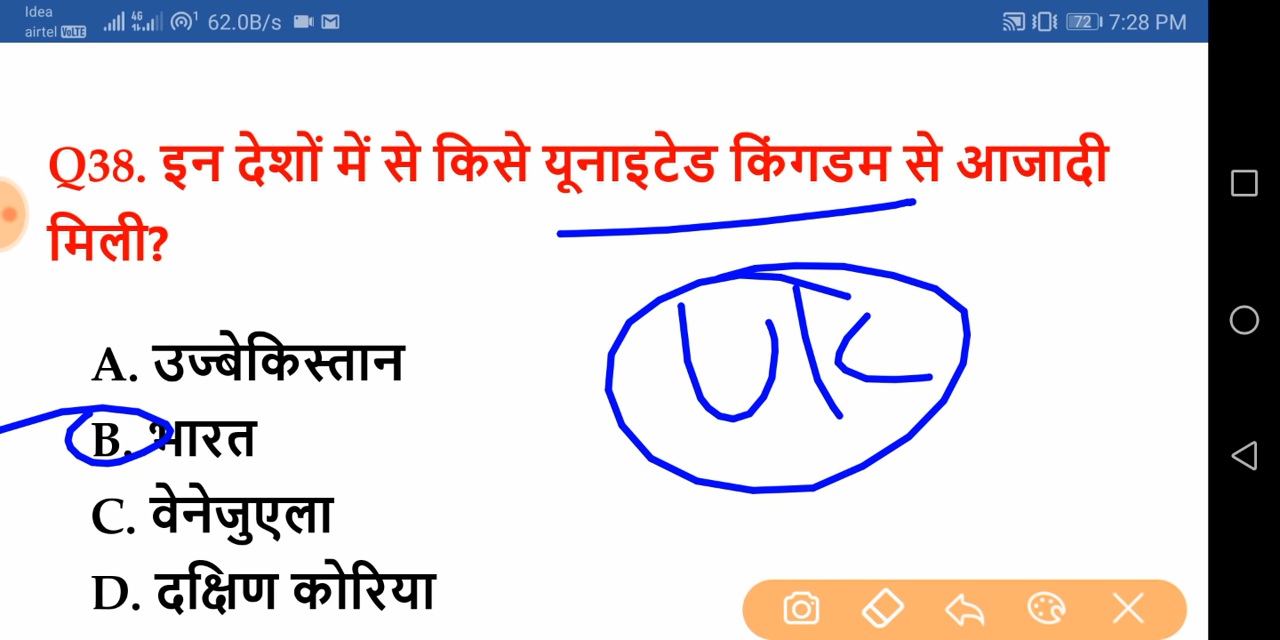 Idea
airtel VoLTE 4G 1 62.0B/s 72 7:28 PM
Q38. इन देशों में से किसे यूनाइटेड किंगडम से आजादी
मिली?
UK
A. उज्बेकिस्तान
B. भारत
C. वेनेजुएला
D. दक्षिण कोरिया